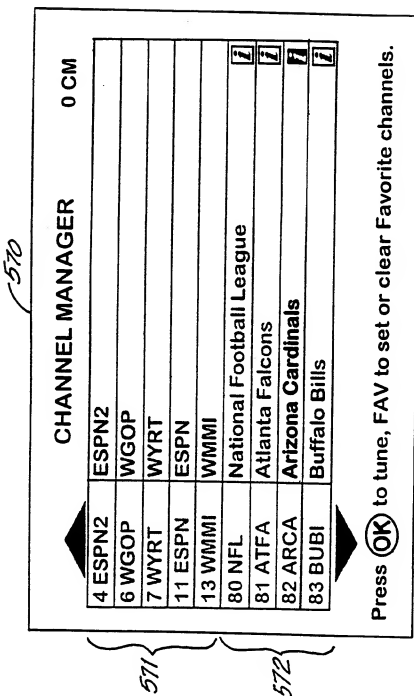 570
CHANNEL MANAGER 0 CM
4 ESPN2 ESPN2
6 WGOP WGOP
7 WYRT WYRT
11 ESPN ESPN
13 WMMI WMMI
80 NFL National Football League i
81 ATFA Atlanta Falcons i
82 ARCA Arizona Cardinals i
83 BUBI Buffalo Bills i
571
572
Press OK to tune, FAV to set or clear Favorite channels.